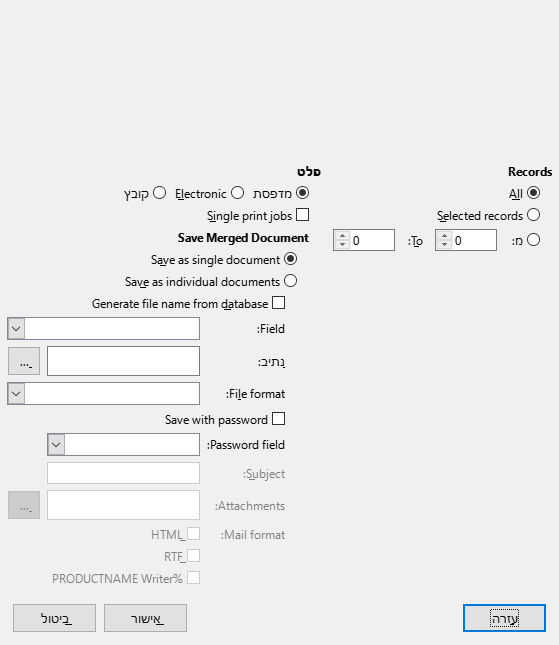 Records
All
Selected records
מ: 0 To: 0
פלט
מדפסת Electronic קובץ
Single print jobs
Save Merged Document
Save as single document
Save as individual documents
Generate file name from database
Field:
נתיב: ...
File format:
Save with password
Password field:
Subject:
Attachments: ...
Mail format: HTML
RTF
%PRODUCTNAME Writer
עזרה אישור ביטול